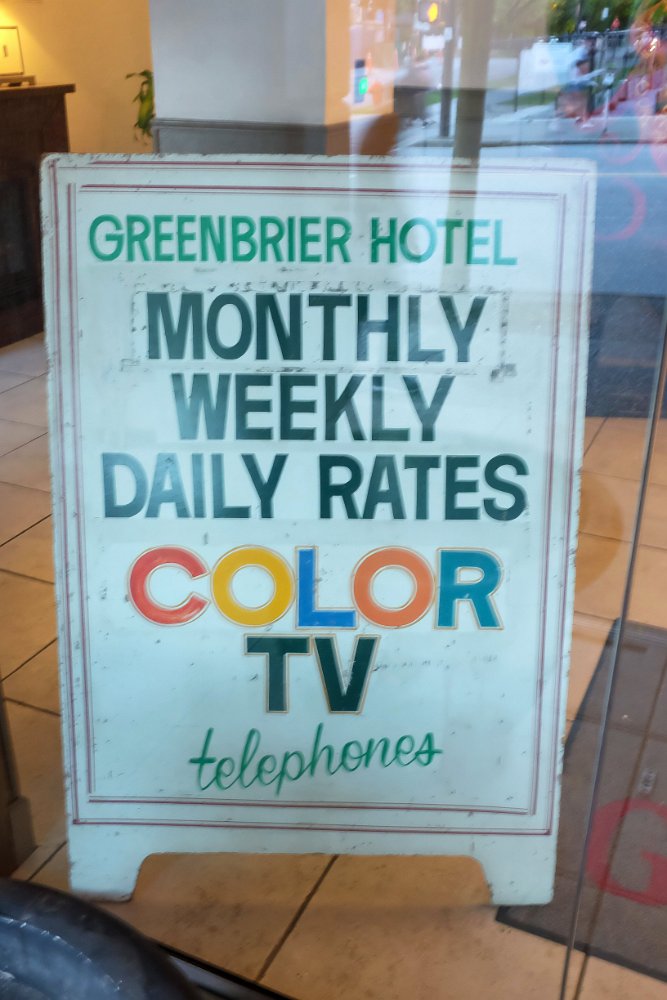 GREENBRIER HOTEL
MONTHLY
WEEKLY
DAILY RATES
COLOR
TV
telephones